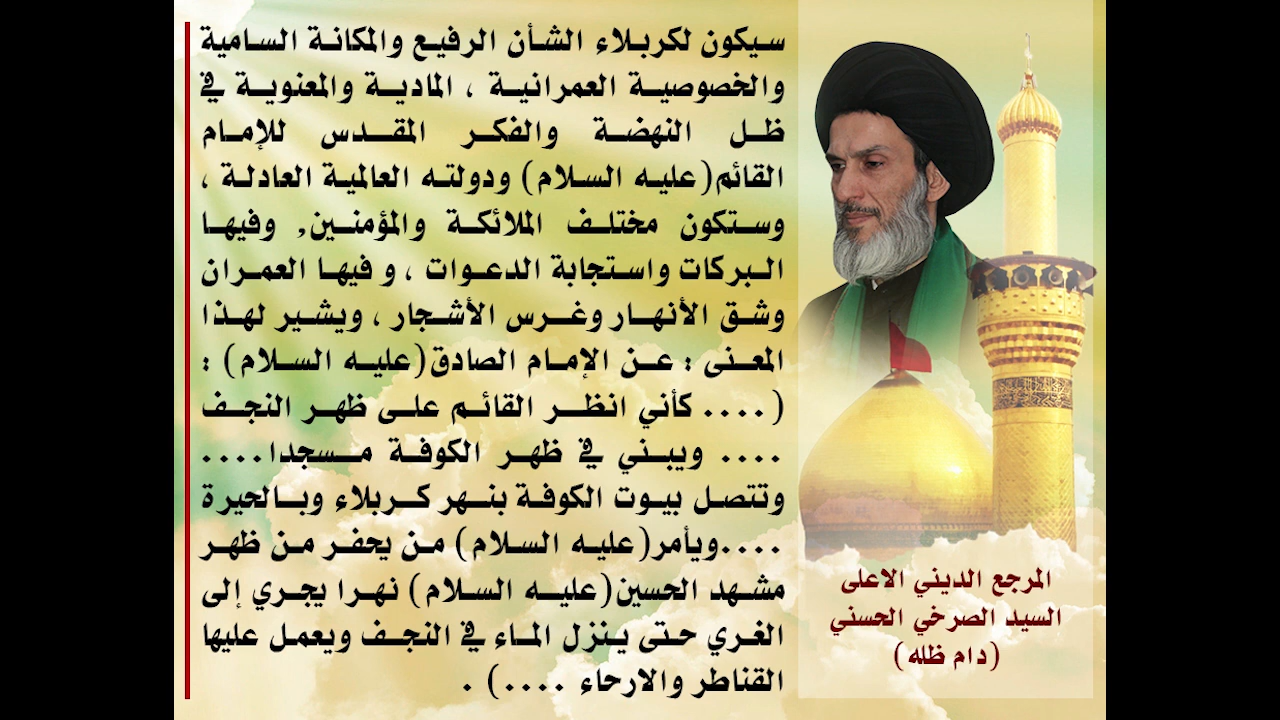 سيكون لكربلاء الشأن الرفيع والمكانة السامية
والخصوصية العمرانية ، المادية والمعنوية في
ظل النهضة والفكر المقدس للإمام
القائم(عليه السلام) ودولته العالمية العادلة ،
وستكون مختلف الملائكة والمؤمنين, وفيها
البركات واستجابة الدعوات ، و فيها العمران
وشق الأنهار وغرس الأشجار ، ويشير لهذا
المعنى : عن الإمام الصادق(عليه السلام) :
(.... كأني انظر القائم على ظهر النجف
.... ويبني في ظهر الكوفة مسجدا....
وتتصل بيوت الكوفة بنهر كربلاء وبالحيرة
....ويأمر(عليه السلام) من يحفر من ظهر
مشهد الحسين(عليه السلام) نهرا يجري إلى
الغري حتى ينزل الماء في النجف ويعمل عليها
القناطر والارحاء ....) .
المرجع الديني الاعلى
السيد الصرخي الحسني
(دام ظله)